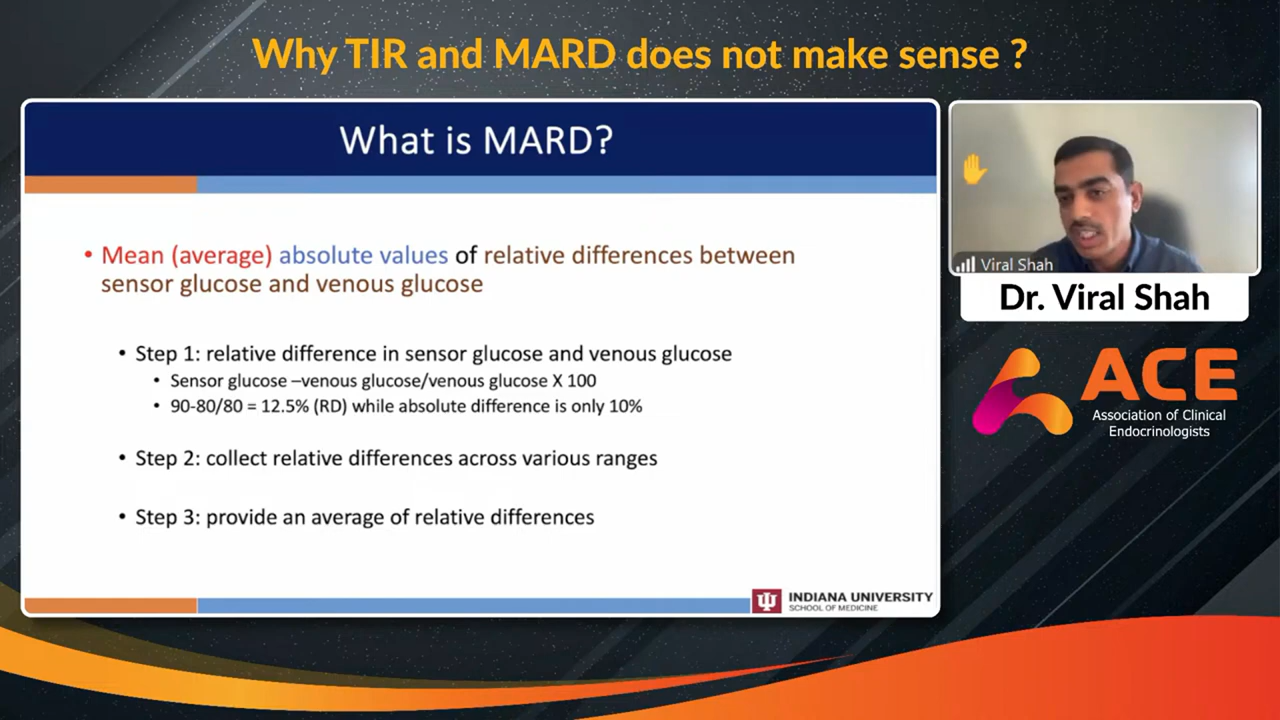 Why TIR and MARD does not make sense ?
What is MARD?
• Mean (average) absolute values of relative differences between
sensor glucose and venous glucose
• Step 1: relative difference in sensor glucose and venous glucose
• Sensor glucose –venous glucose/venous glucose X 100
• 90-80/80 = 12.5% (RD) while absolute difference is only 10%
• Step 2: collect relative differences across various ranges
• Step 3: provide an average of relative differences
INDIANA UNIVERSITY
SCHOOL OF MEDICINE
Viral Shah
Dr. Viral Shah
ACE
Association of Clinical
Endocrinologists